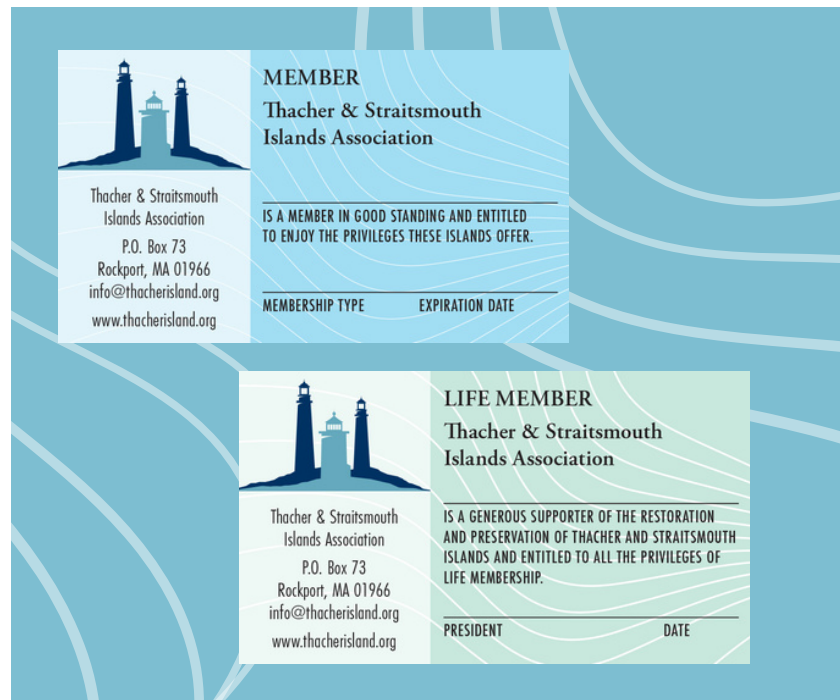 MEMBER
Thacher & Straitsmouth
Islands Association
Thacher & Straitsmouth
Islands Association
P.O. Box 73
Rockport, MA 01966
info@thacherisland.org
www.thacherisland.org
IS A MEMBER IN GOOD STANDING AND ENTITLED
TO ENJOY THE PRIVILEGES THESE ISLANDS OFFER.
MEMBERSHIP TYPE EXPIRATION DATE
LIFE MEMBER
Thacher & Straitsmouth
Islands Association
Thacher & Straitsmouth
Islands Association
P.O. Box 73
Rockport, MA 01966
info@thacherisland.org
www.thacherisland.org
IS A GENEROUS SUPPORTER OF THE RESTORATION
AND PRESERVATION OF THACHER AND STRAITSMOUTH
ISLANDS AND ENTITLED TO ALL THE PRIVILEGES OF
LIFE MEMBERSHIP.
PRESIDENT DATE